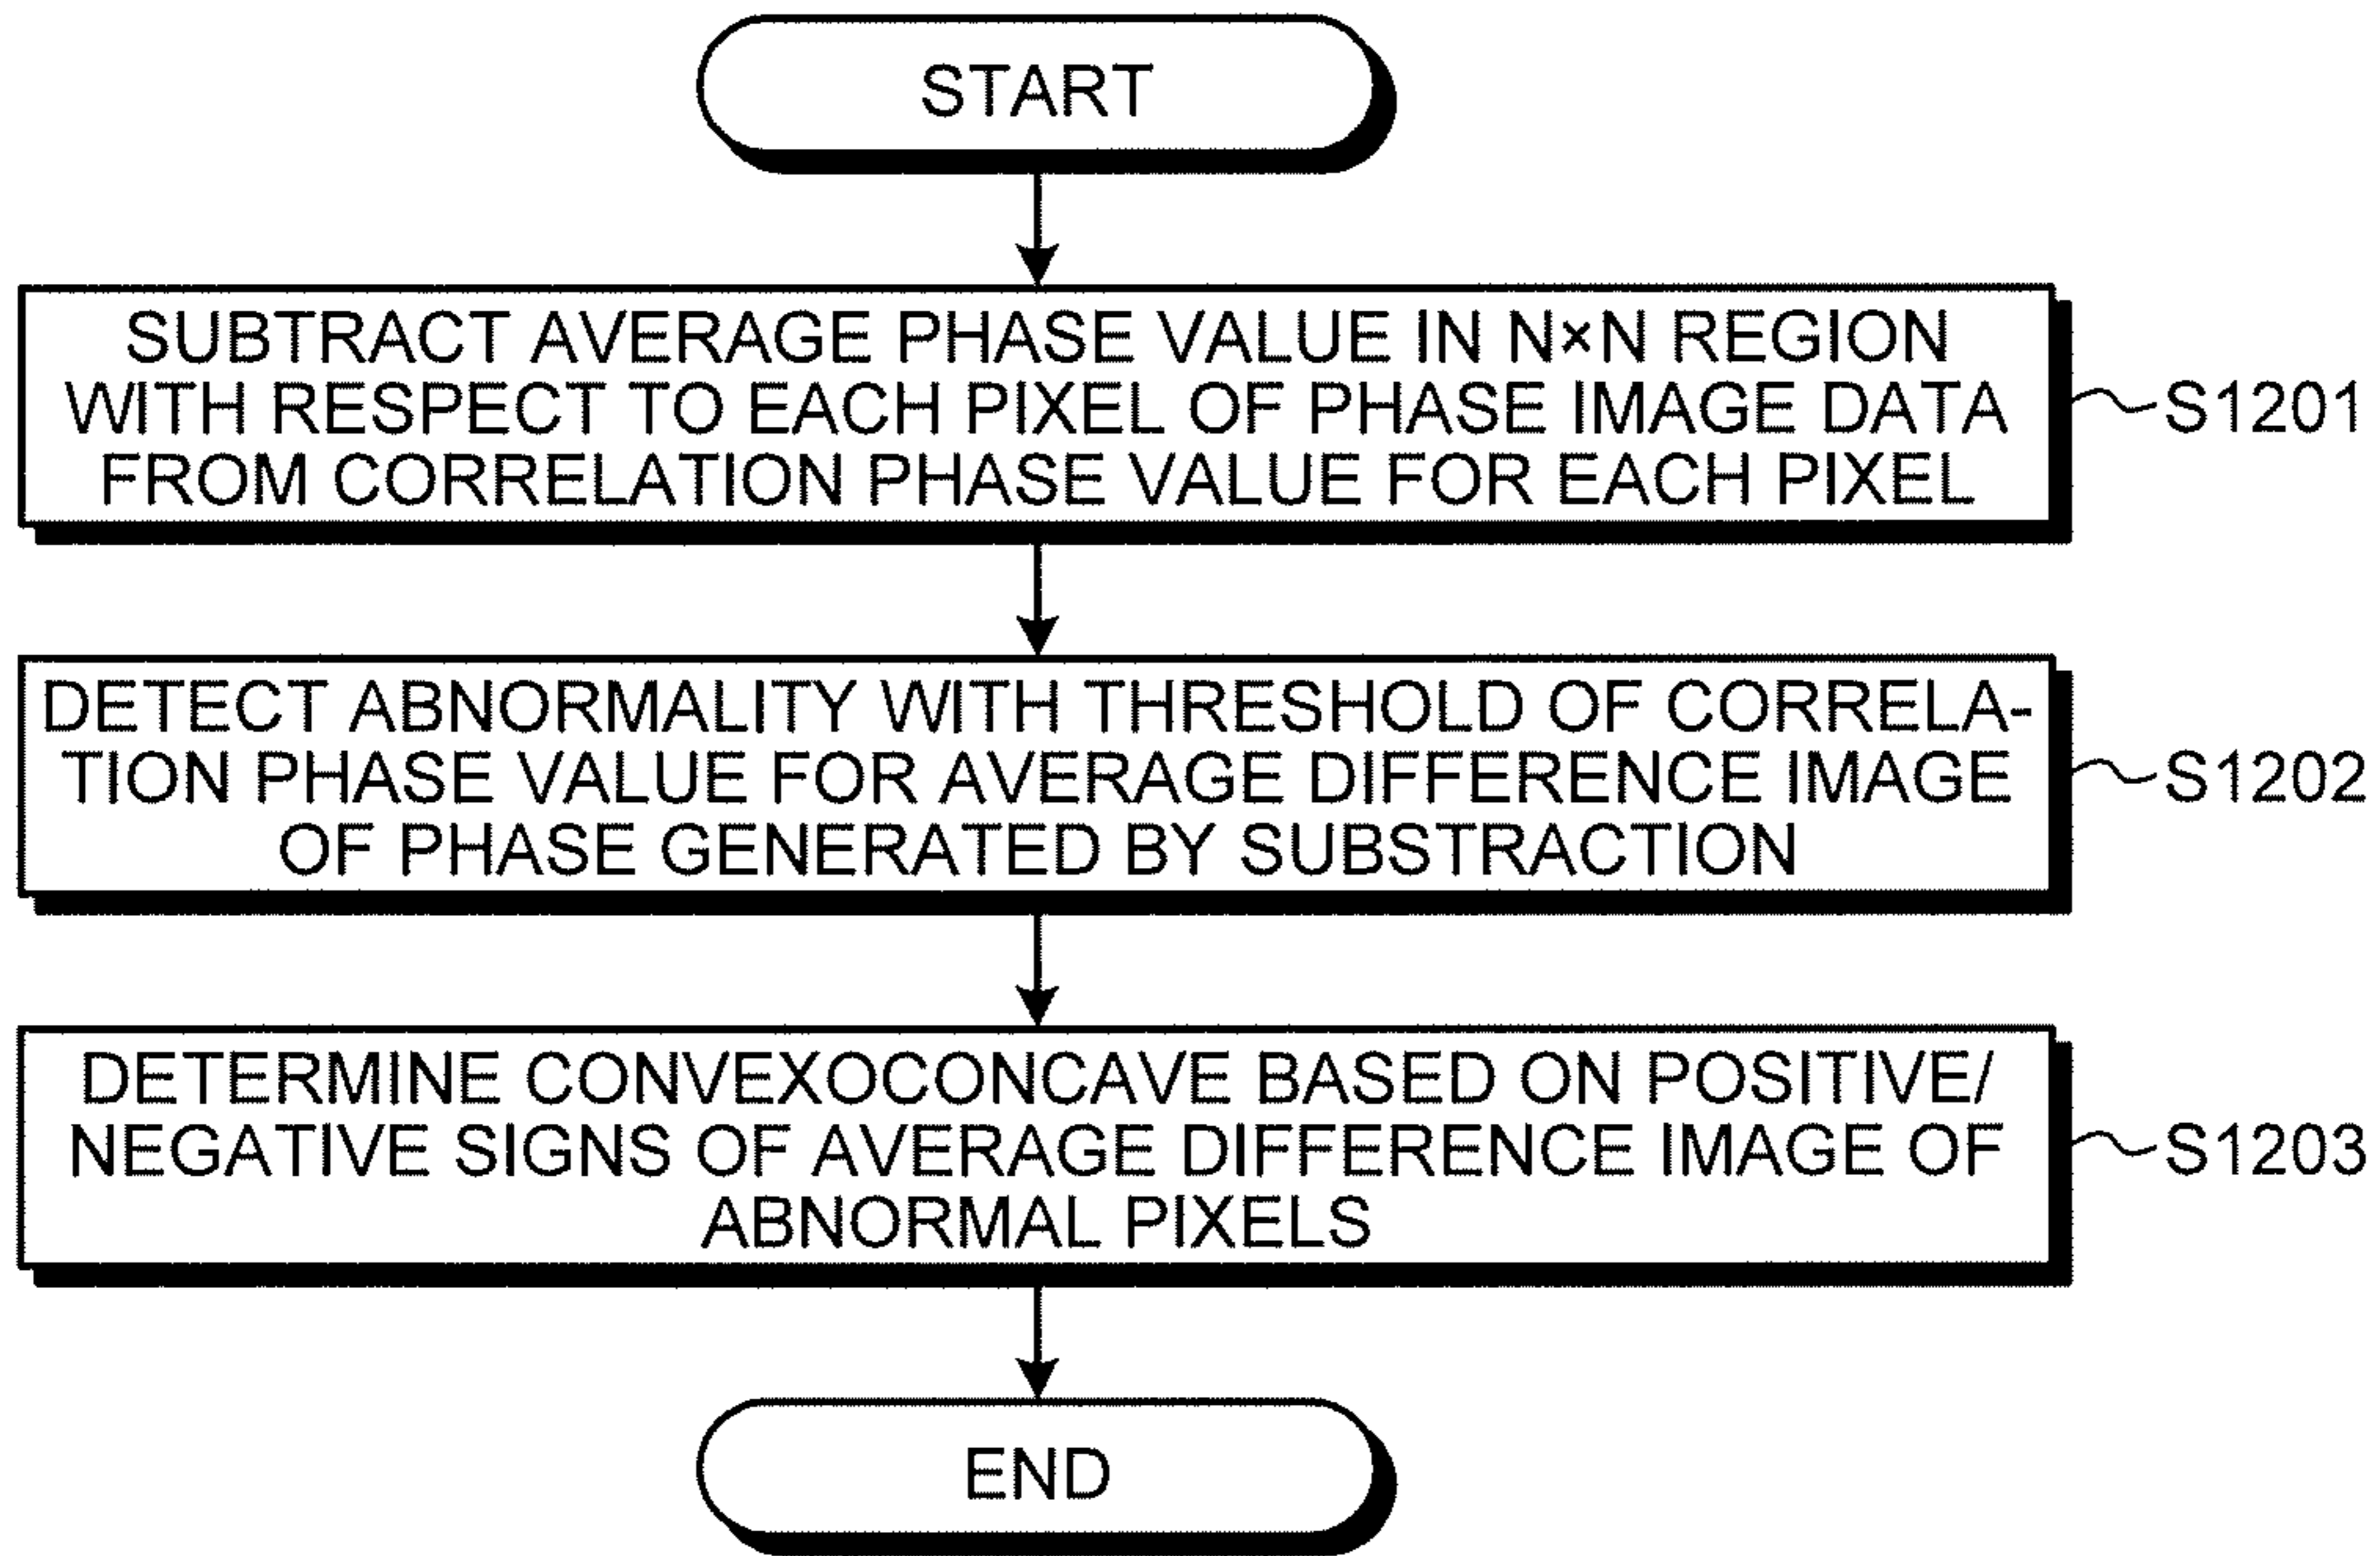 START
SUBTRACT AVERAGE PHASE VALUE IN N×N REGION
WITH RESPECT TO EACH PIXEL OF PHASE IMAGE DATA
FROM CORRELATION PHASE VALUE FOR EACH PIXEL
S1201
DETECT ABNORMALITY WITH THRESHOLD OF CORRELA-
TION PHASE VALUE FOR AVERAGE DIFFERENCE IMAGE
OF PHASE GENERATED BY SUBSTRACTION
S1202
DETERMINE CONVEXOCONCAVE BASED ON POSITIVE/
NEGATIVE SIGNS OF AVERAGE DIFFERENCE IMAGE OF
ABNORMAL PIXELS
S1203
END